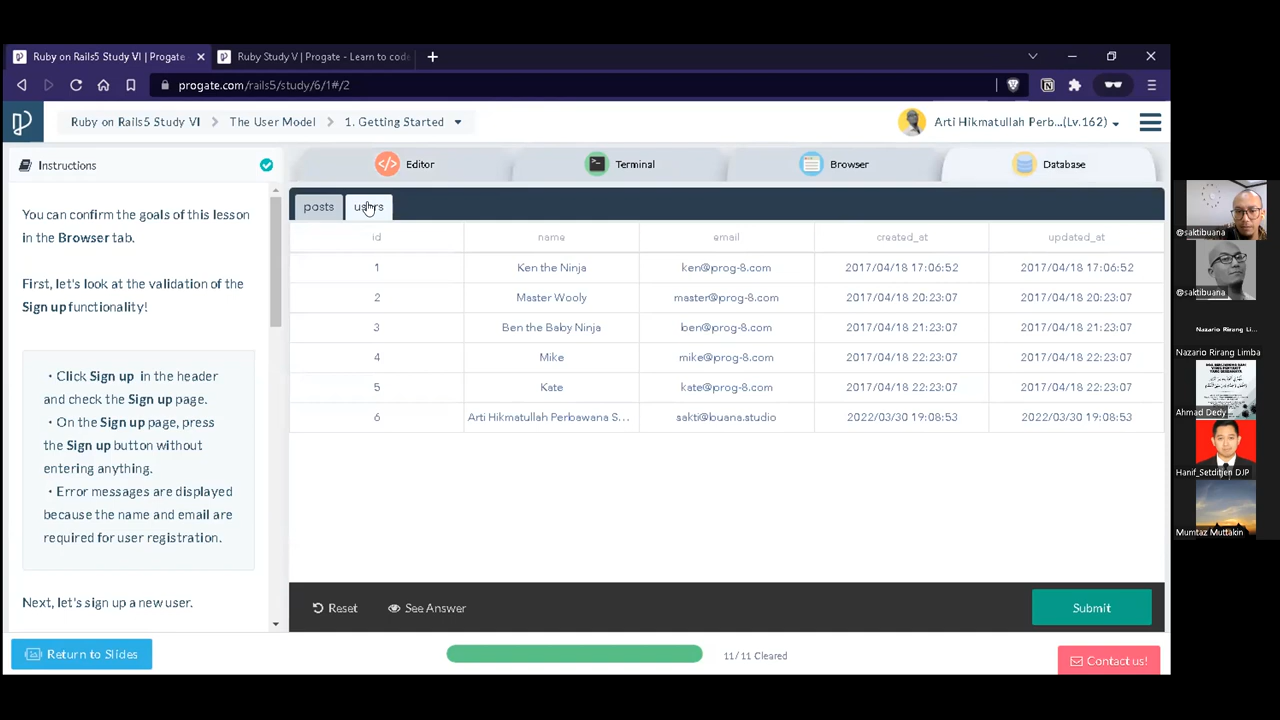 Ruby on Rails5 Study VI | Progate
Ruby Study V | Progate - Learn to code
progate.com/rails5/study/6/1#/2
Ruby on Rails5 Study VI
The User Model
1. Getting Started
Arti Hikmatullah Perb...(Lv.162)
Instructions
Editor
Terminal
Browser
Database
You can confirm the goals of this lesson
in the Browser tab.
First, let's look at the validation of the
Sign up functionality!
・Click Sign up in the header
and check the Sign up page.
・On the Sign up page, press
the Sign up button without
entering anything.
・Error messages are displayed
because the name and email are
required for user registration.
Next, let's sign up a new user.
posts
users
id name email created_at updated_at
1 Ken the Ninja ken@prog-8.com 2017/04/18 17:06:52 2017/04/18 17:06:52
2 Master Wooly master@prog-8.com 2017/04/18 20:23:07 2017/04/18 20:23:07
3 Ben the Baby Ninja ben@prog-8.com 2017/04/18 21:23:07 2017/04/18 21:23:07
4 Mike mike@prog-8.com 2017/04/18 22:23:07 2017/04/18 22:23:07
5 Kate kate@prog-8.com 2017/04/18 22:23:07 2017/04/18 22:23:07
6 Arti Hikmatullah Perbawana S... sakti@buana.studio 2022/03/30 19:08:53 2022/03/30 19:08:53
Reset
See Answer
Submit
Return to Slides
11/11 Cleared
Contact us!
@saktibuana
@saktibuana
Nazario Rirang Li...
Nazario Rirang Limba
Ahmad Dedy
Hanif_Setditjen DJP
Mumtaz Muttakin